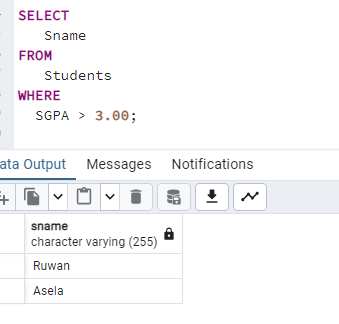 SELECT
Sname
FROM
Students
WHERE
SGPA > 3.00;
ata Output Messages Notifications
sname
character varying (255)
Ruwan
Asela